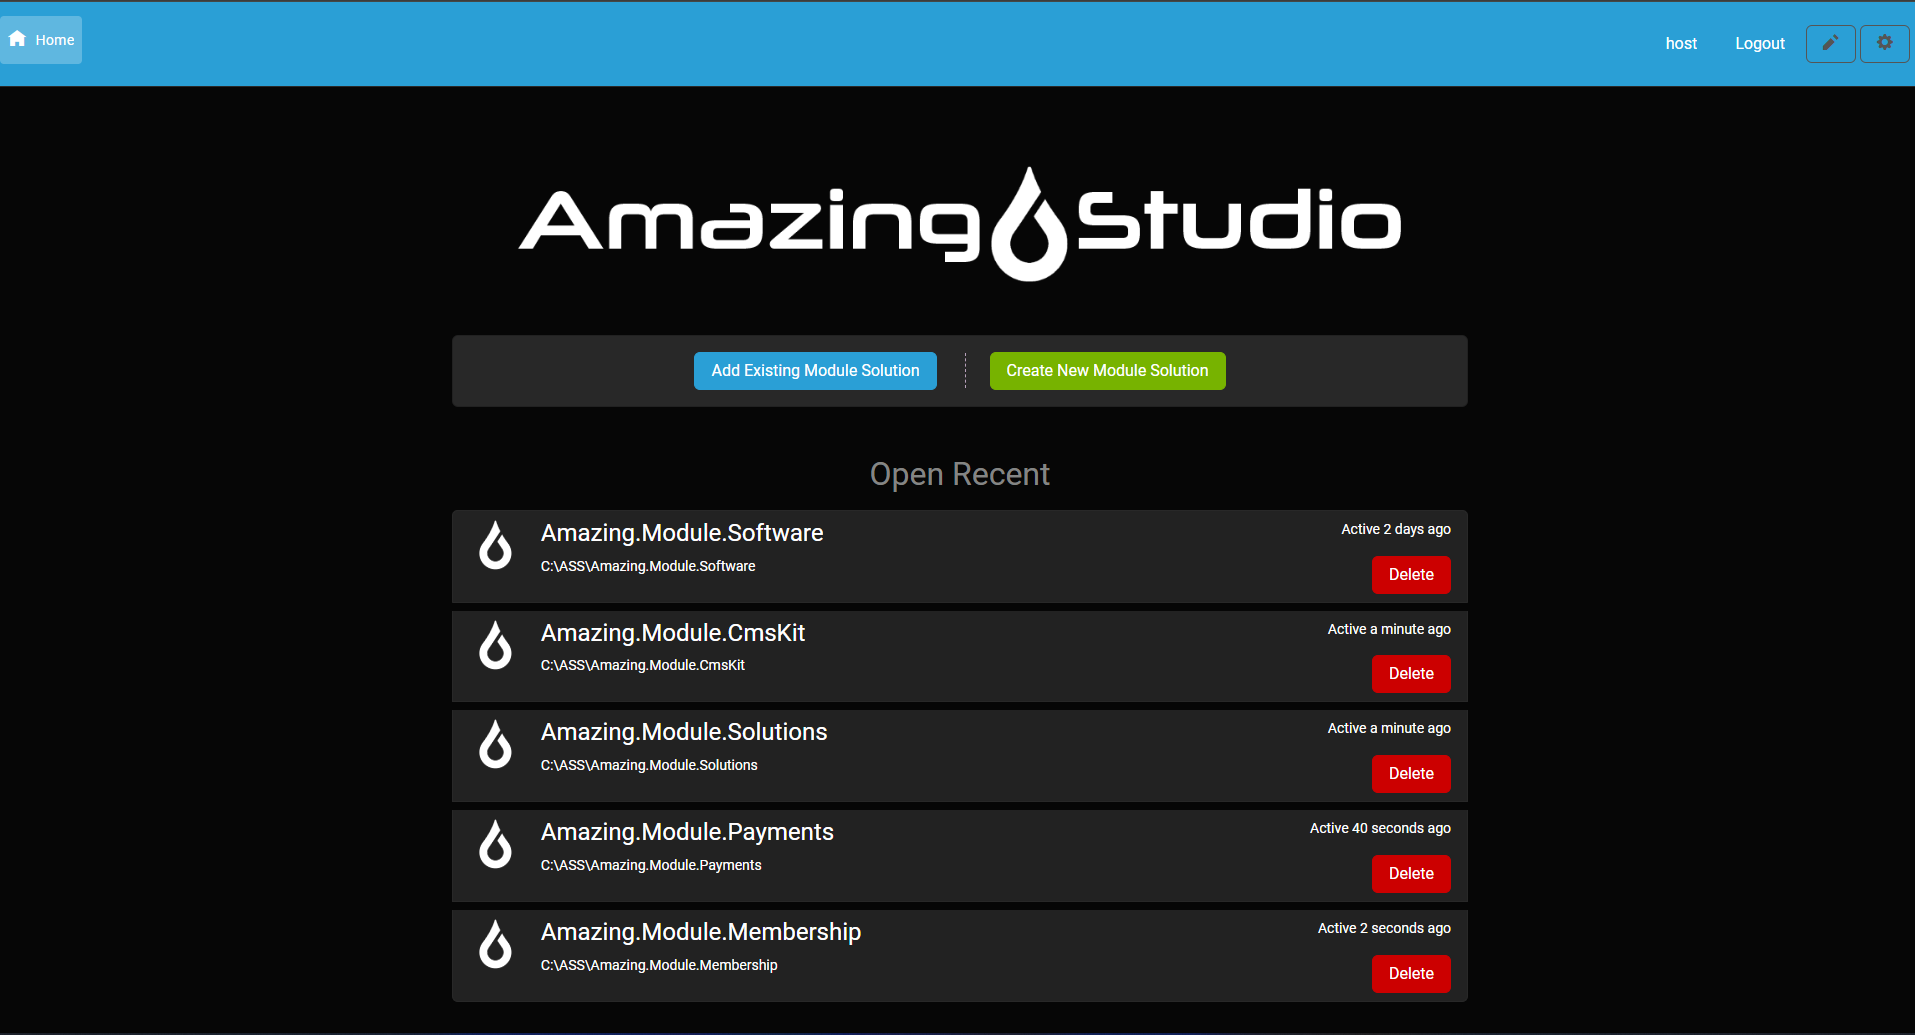 Home
host
Logout
Amazing Studio
Add Existing Module Solution
Create New Module Solution
Open Recent
Amazing.Module.Software
Active 2 days ago
C:\ASS\Amazing.Module.Software
Delete
Amazing.Module.CmsKit
Active a minute ago
C:\ASS\Amazing.Module.CmsKit
Delete
Amazing.Module.Solutions
Active a minute ago
C:\ASS\Amazing.Module.Solutions
Delete
Amazing.Module.Payments
Active 40 seconds ago
C:\ASS\Amazing.Module.Payments
Delete
Amazing.Module.Membership
Active 2 seconds ago
C:\ASS\Amazing.Module.Membership
Delete